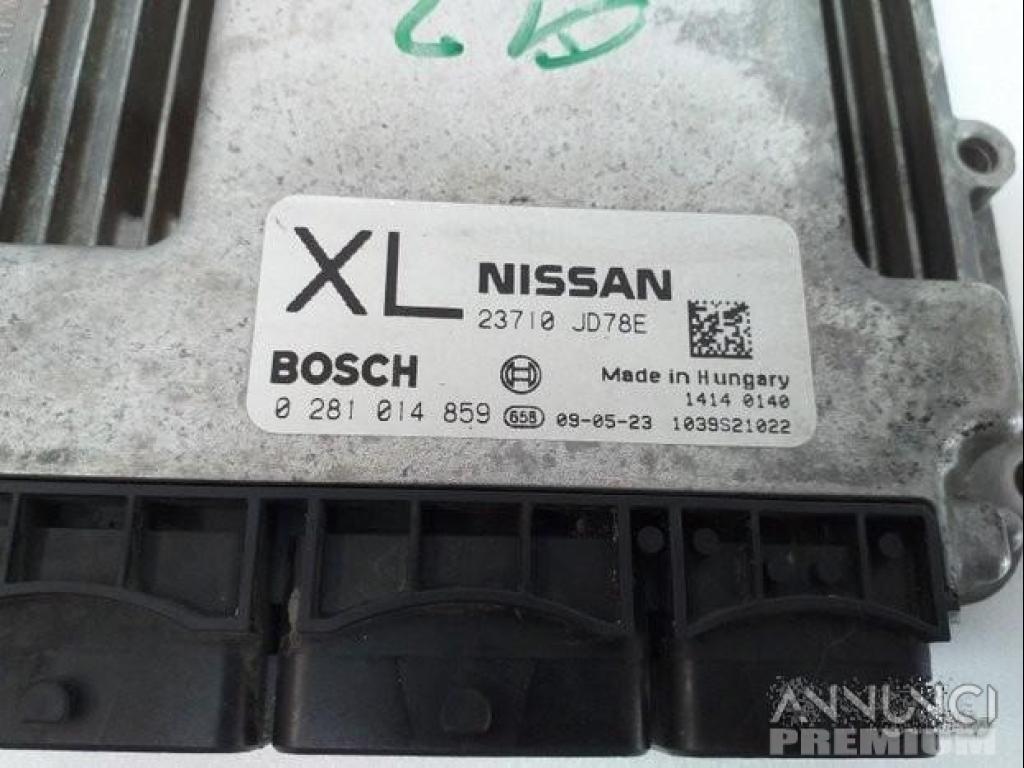 XL NISSAN
23710 JD78E
BOSCH
Made in Hungary
1414 0140
0 281 014 859 658 09-05-23 1039S21022
ANNUNCI
PREMIUM